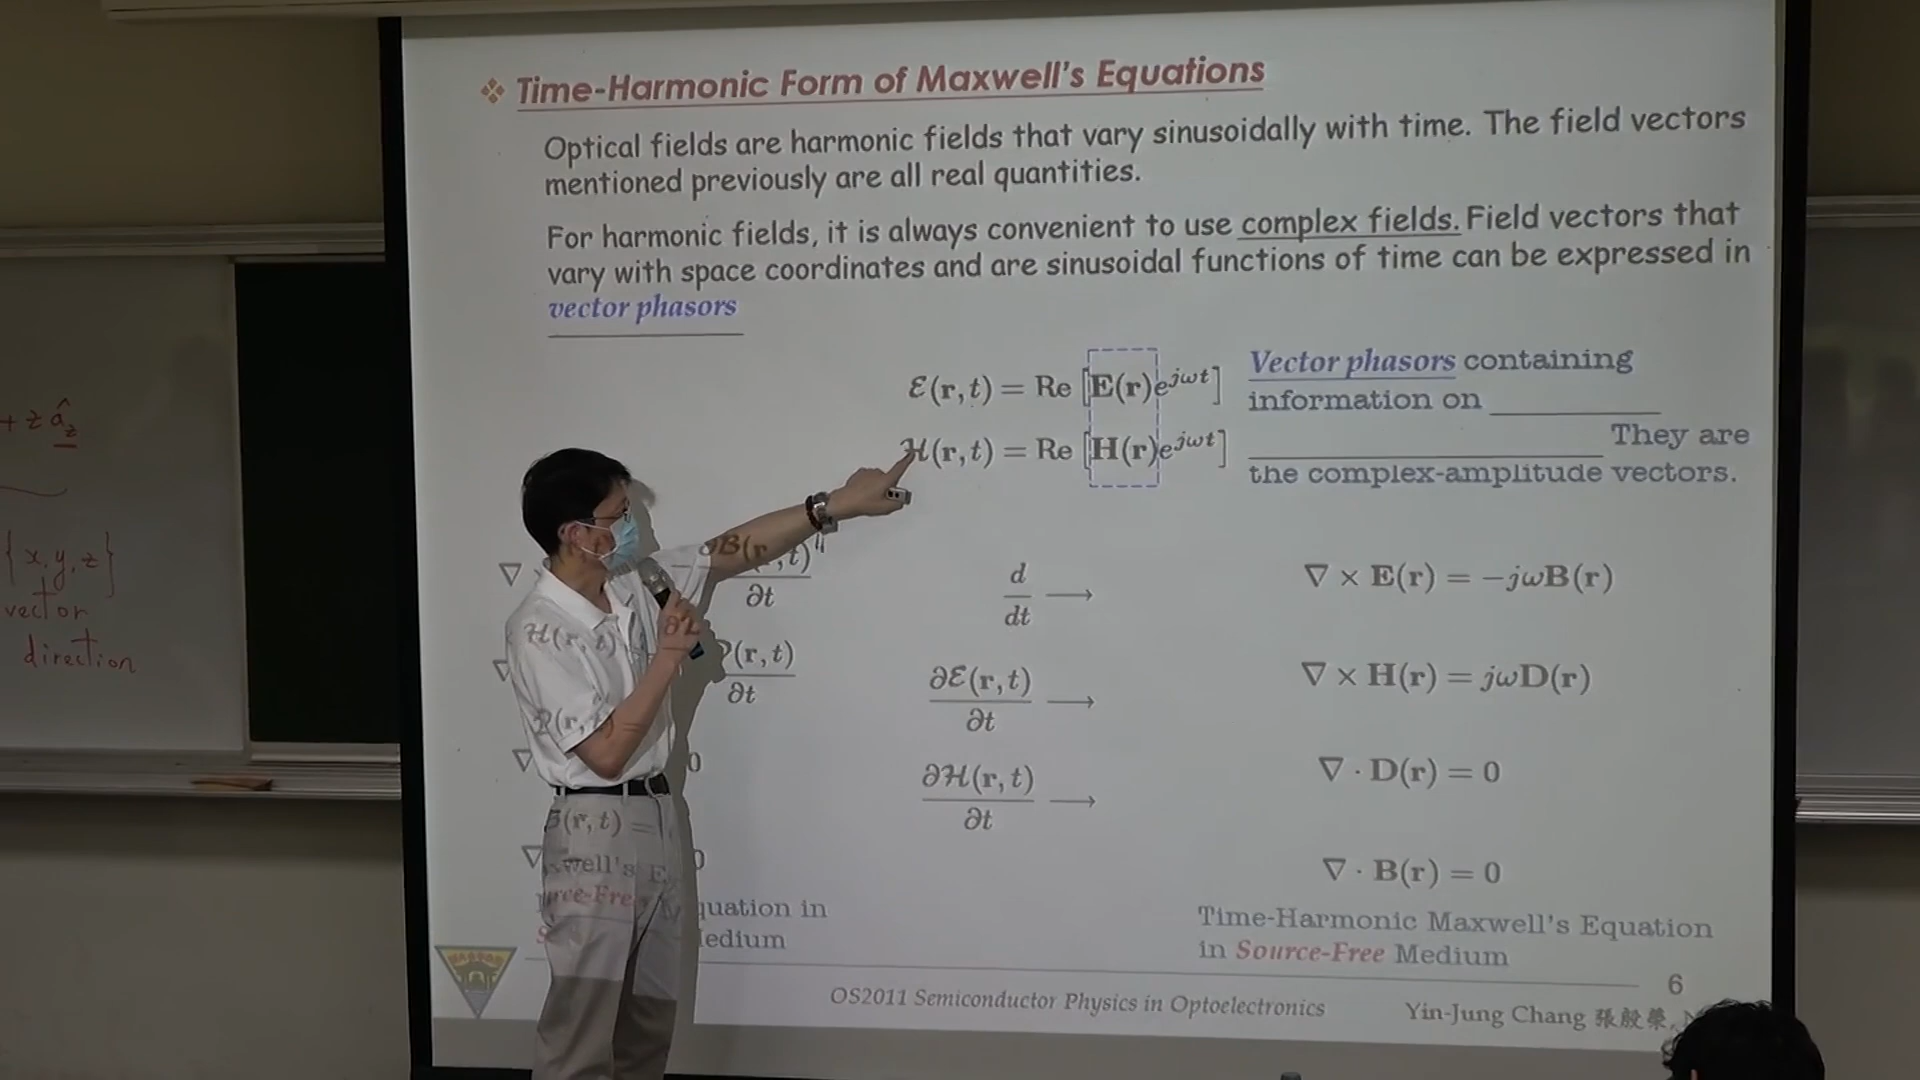 ❖ Time-Harmonic Form of Maxwell's Equations
Optical fields are harmonic fields that vary sinusoidally with time. The field vectors
mentioned previously are all real quantities.
For harmonic fields, it is always convenient to use complex fields. Field vectors that
vary with space coordinates and are sinusoidal functions of time can be expressed in
vector phasors
ℰ(r,t) = Re [E(r)e^{jωt}]
ℋ(r,t) = Re [H(r)e^{jωt}]
Vector phasors containing
information on
They are
the complex-amplitude vectors.
+ z â_z
{x, y, z}
vector
direction
∂ℬ(r,t)
∂t
ℋ(r,t)
(r,t)
∂t
0
ℬ(r,t) =
0
quation in
edium
d
dt →
∂ℰ(r,t)
∂t →
∂ℋ(r,t)
∂t →
∇ × E(r) = −jωB(r)
∇ × H(r) = jωD(r)
∇ · D(r) = 0
∇ · B(r) = 0
Time-Harmonic Maxwell's Equation
in Source-Free Medium
6
OS2011 Semiconductor Physics in Optoelectronics
Yin-Jung Chang 張殷榮,